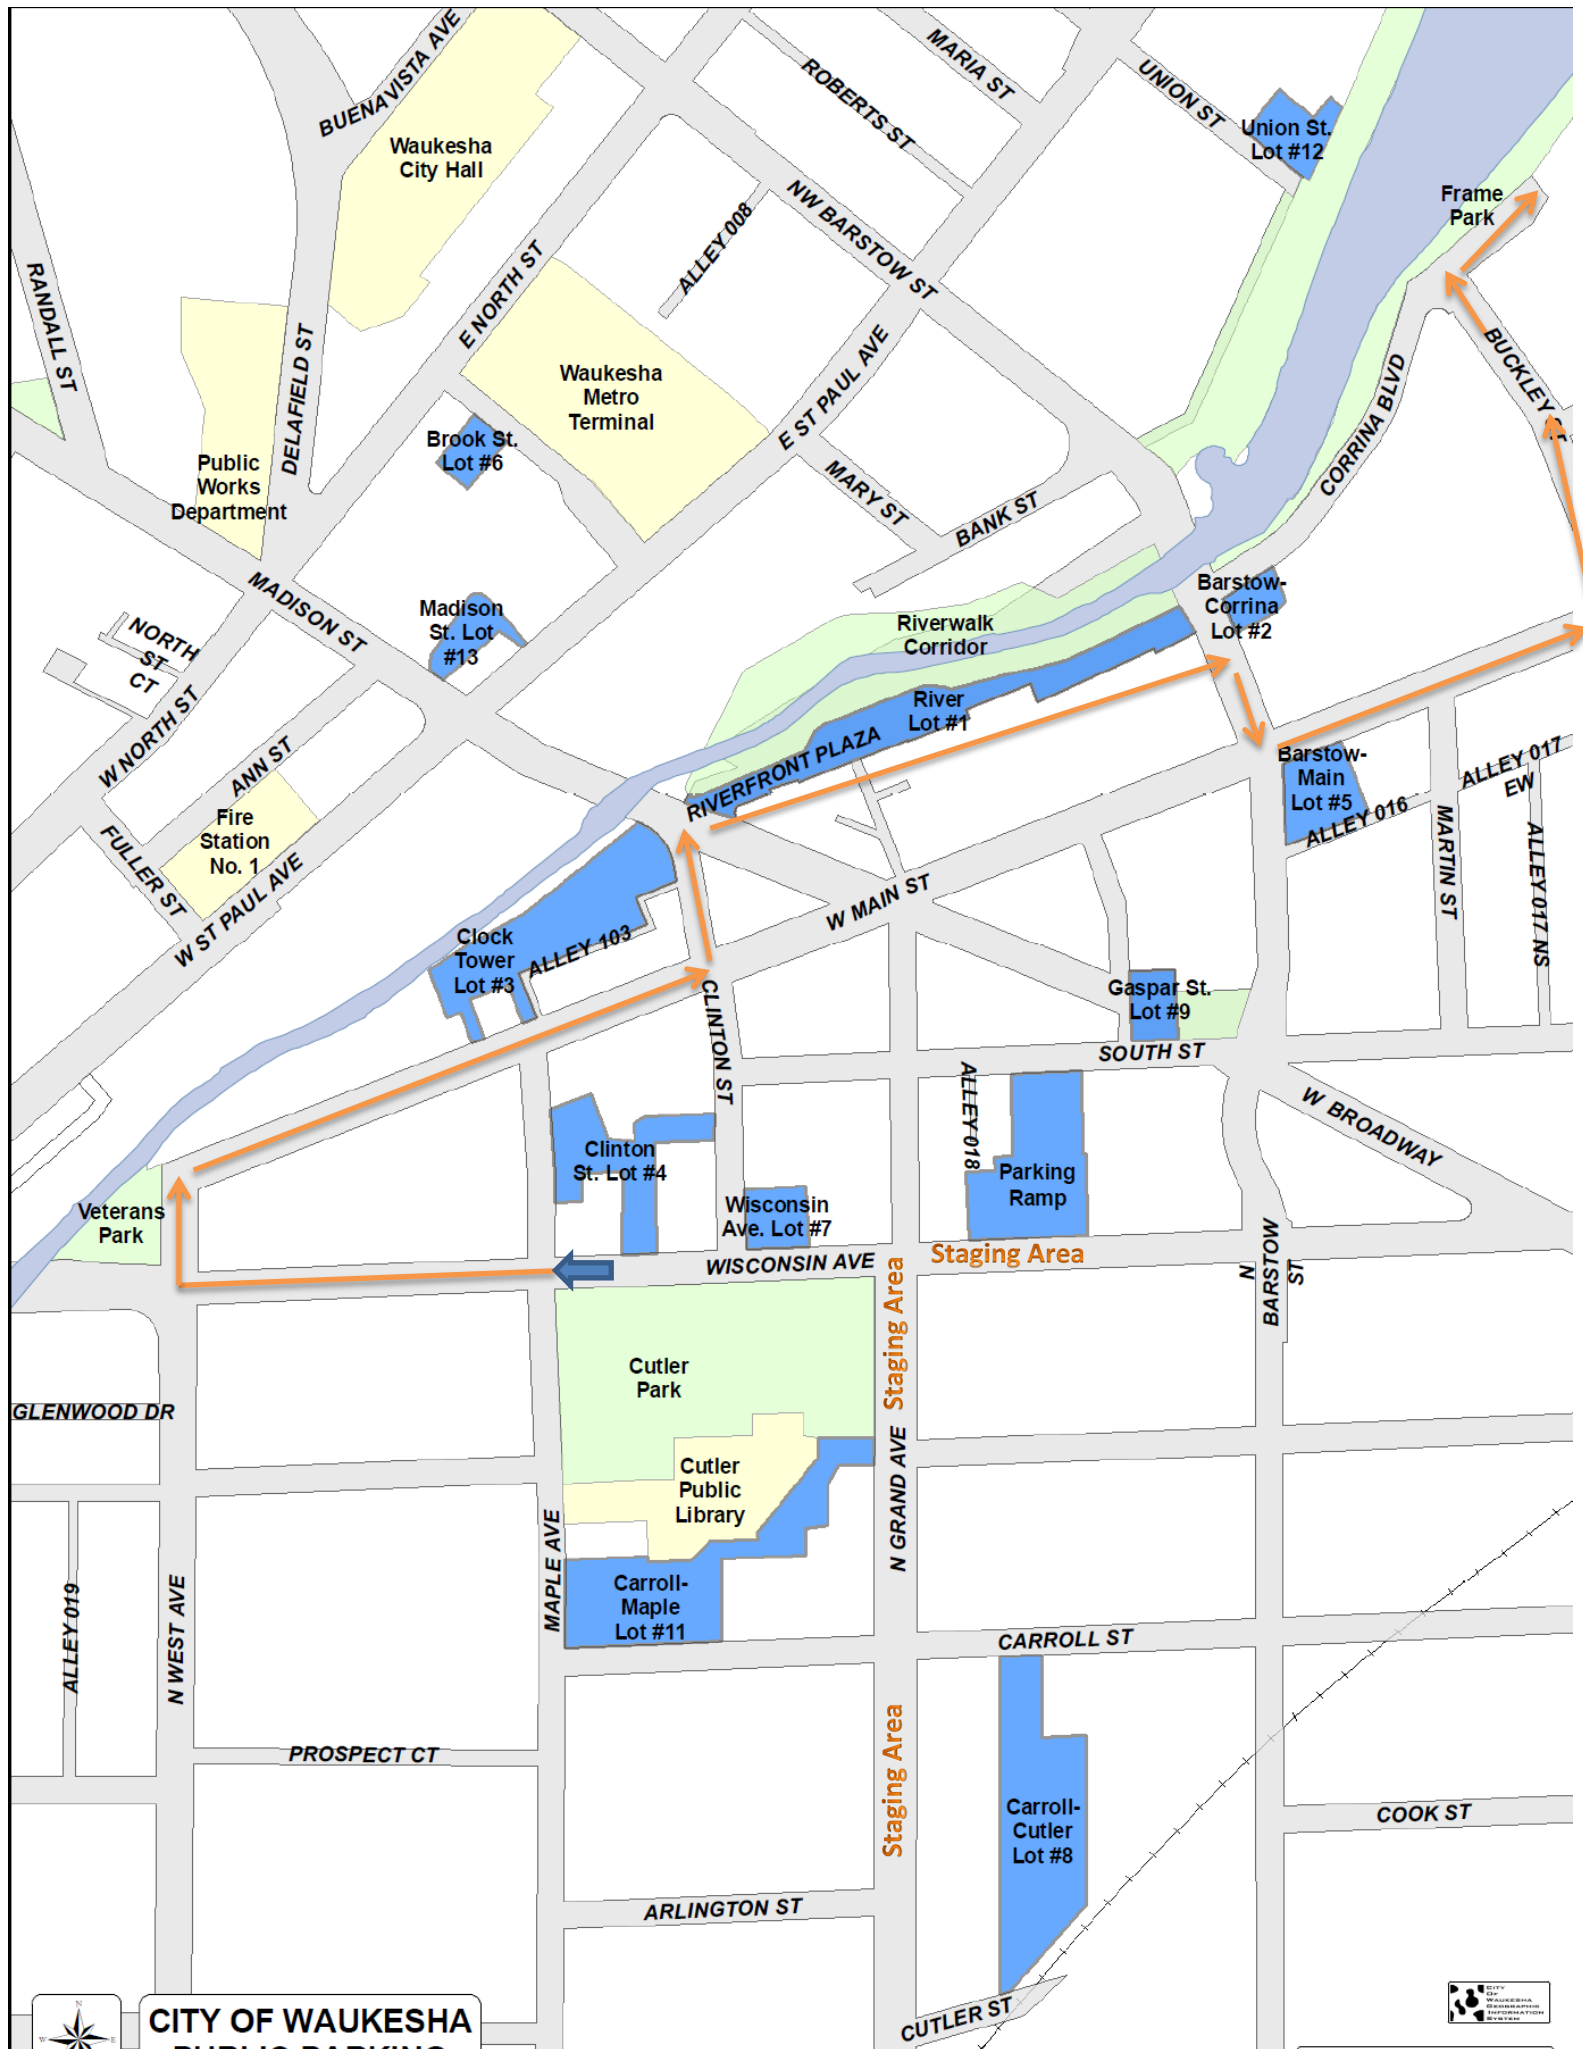 BUENAVISTA AVE
MARIA ST
ROBERTS ST
UNION ST
Union St.
Lot #12
Waukesha
City Hall
NW BARSTOW ST
Frame
Park
ALLEY 008
RANDALL ST
E NORTH ST
DELAFIELD ST
Waukesha
Metro
Terminal
E ST PAUL AVE
BUCKLEY ST
CORRINA BLVD
Brook St.
Lot #6
Public
Works
Department
MARY ST
BANK ST
MADISON ST
Madison
St. Lot
#13
Barstow-
Corrina
Lot #2
Riverwalk
Corridor
NORTH
ST
CT
W NORTH ST
River
Lot #1
RIVERFRONT PLAZA
ANN ST
Barstow-
Main
Lot #5
ALLEY 017
EW
ALLEY 016
Fire
Station
No. 1
FULLER ST
W ST PAUL AVE
MARTIN ST
ALLEY 017 NS
W MAIN ST
Clock
Tower
Lot #3
ALLEY 103
CLINTON ST
Gaspar St.
Lot #9
SOUTH ST
ALLEY 018
W BROADWAY
Clinton
St. Lot #4
Parking
Ramp
Veterans
Park
Wisconsin
Ave. Lot #7
WISCONSIN AVE
Staging Area
Staging Area
N
BARSTOW
ST
Cutler
Park
GLENWOOD DR
Cutler
Public
Library
N GRAND AVE
MAPLE AVE
ALLEY 019
N WEST AVE
Carroll-
Maple
Lot #11
CARROLL ST
Staging Area
PROSPECT CT
Carroll-
Cutler
Lot #8
COOK ST
ARLINGTON ST
CUTLER ST
N
W
E
CITY OF WAUKESHA
PUBLIC PARKING
CITY
OF
WAUKESHA
GEOGRAPHIC
INFORMATION
SYSTEM